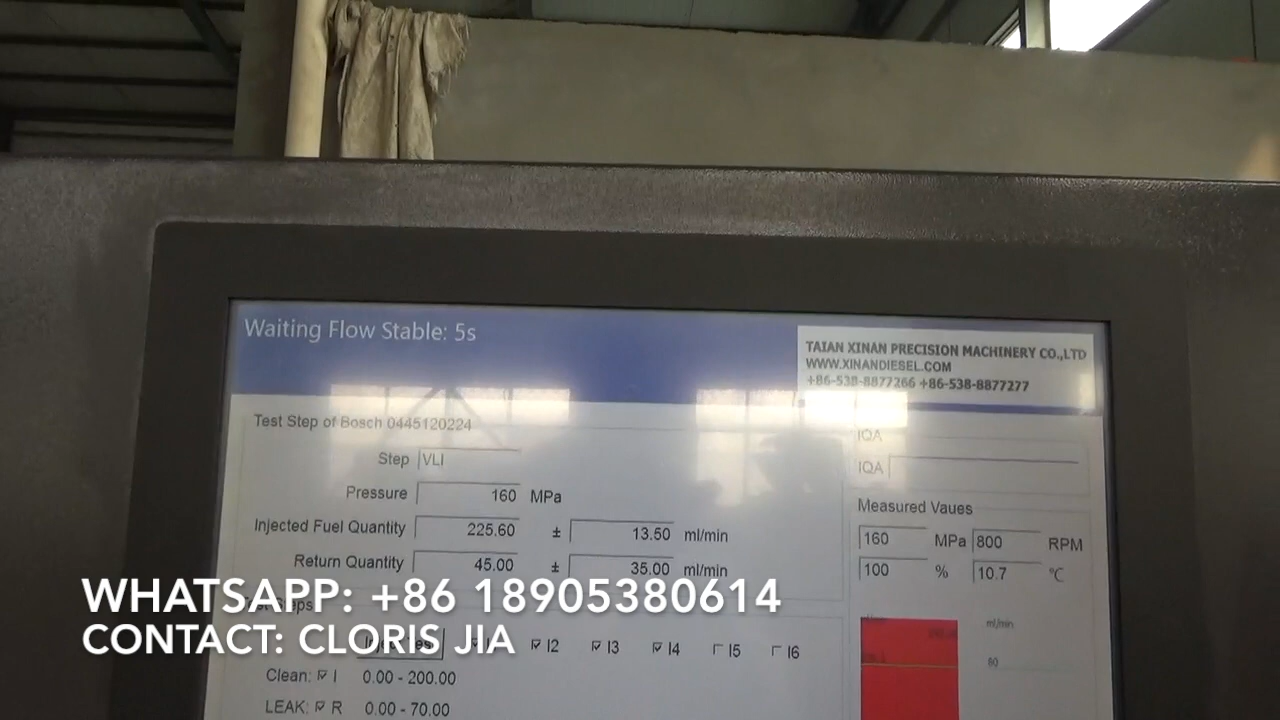 Waiting Flow Stable: 5s
TAIAN XINAN PRECISION MACHINERY CO.,LTD
WWW.XINANDIESEL.COM
+86-538-8877266 +86-538-8877277
Test Step of Bosch 0445120224
Step VLI
Pressure 160 MPa
Injected Fuel Quantity 225.60 ± 13.50 ml/min
Return Quantity 45.00 ± 35.00 ml/min
IQA
IQA
Measured Vaues
160 MPa 800 RPM
100 % 10.7 ℃
WHATSAPP: +86 18905380614
CONTACT: CLORIS JIA
I2 I3 I4 I5 I6
Clean: I 0.00 - 200.00
LEAK: R 0.00 - 70.00
ml/min
80